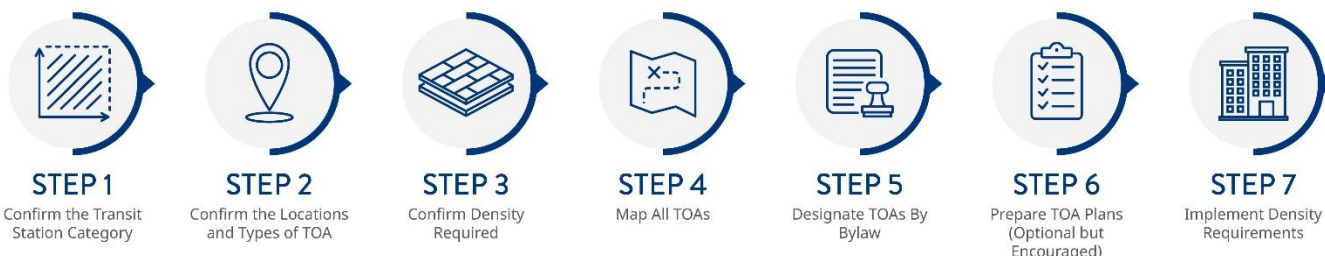 STEP 1
Confirm the Transit
Station Category
STEP 2
Confirm the Locations
and Types of TOA
STEP 3
Confirm Density
Required
STEP 4
Map All TOAs
STEP 5
Designate TOAs By
Bylaw
STEP 6
Prepare TOA Plans
(Optional but
Encouraged)
STEP 7
Implement Density
Requirements